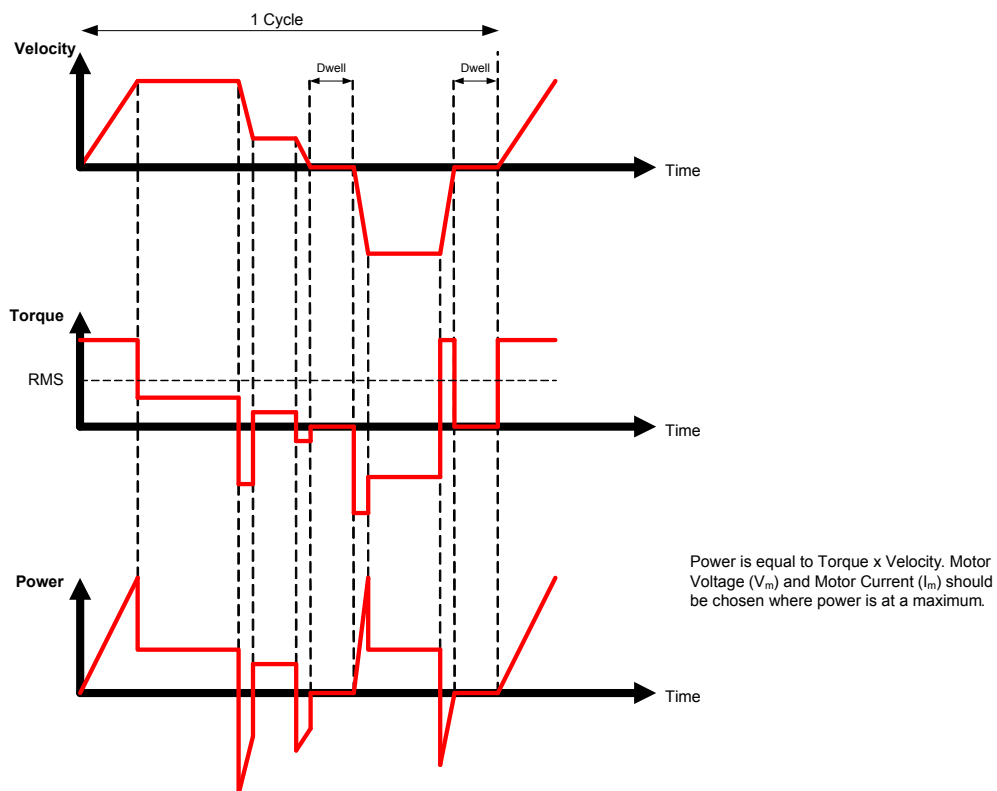 1 Cycle
Velocity
Dwell
Dwell
Time
Torque
RMS
Time
Power
Time
Power is equal to Torque x Velocity. Motor
Voltage (Vm) and Motor Current (Im) should
be chosen where power is at a maximum.